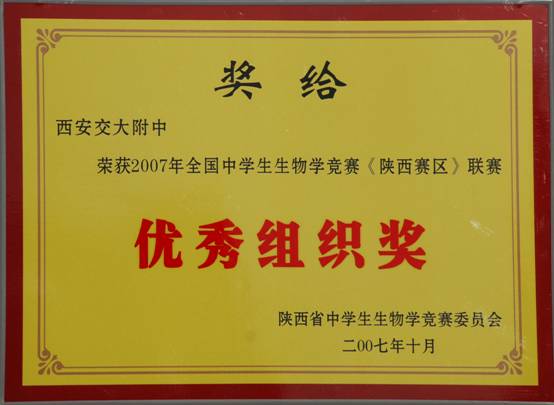 奖给
西安交大附中
荣获2007年全国中学生生物学竞赛《陕西赛区》联赛
优秀组织奖
陕西省中学生生物学竞赛委员会
二00七年十月